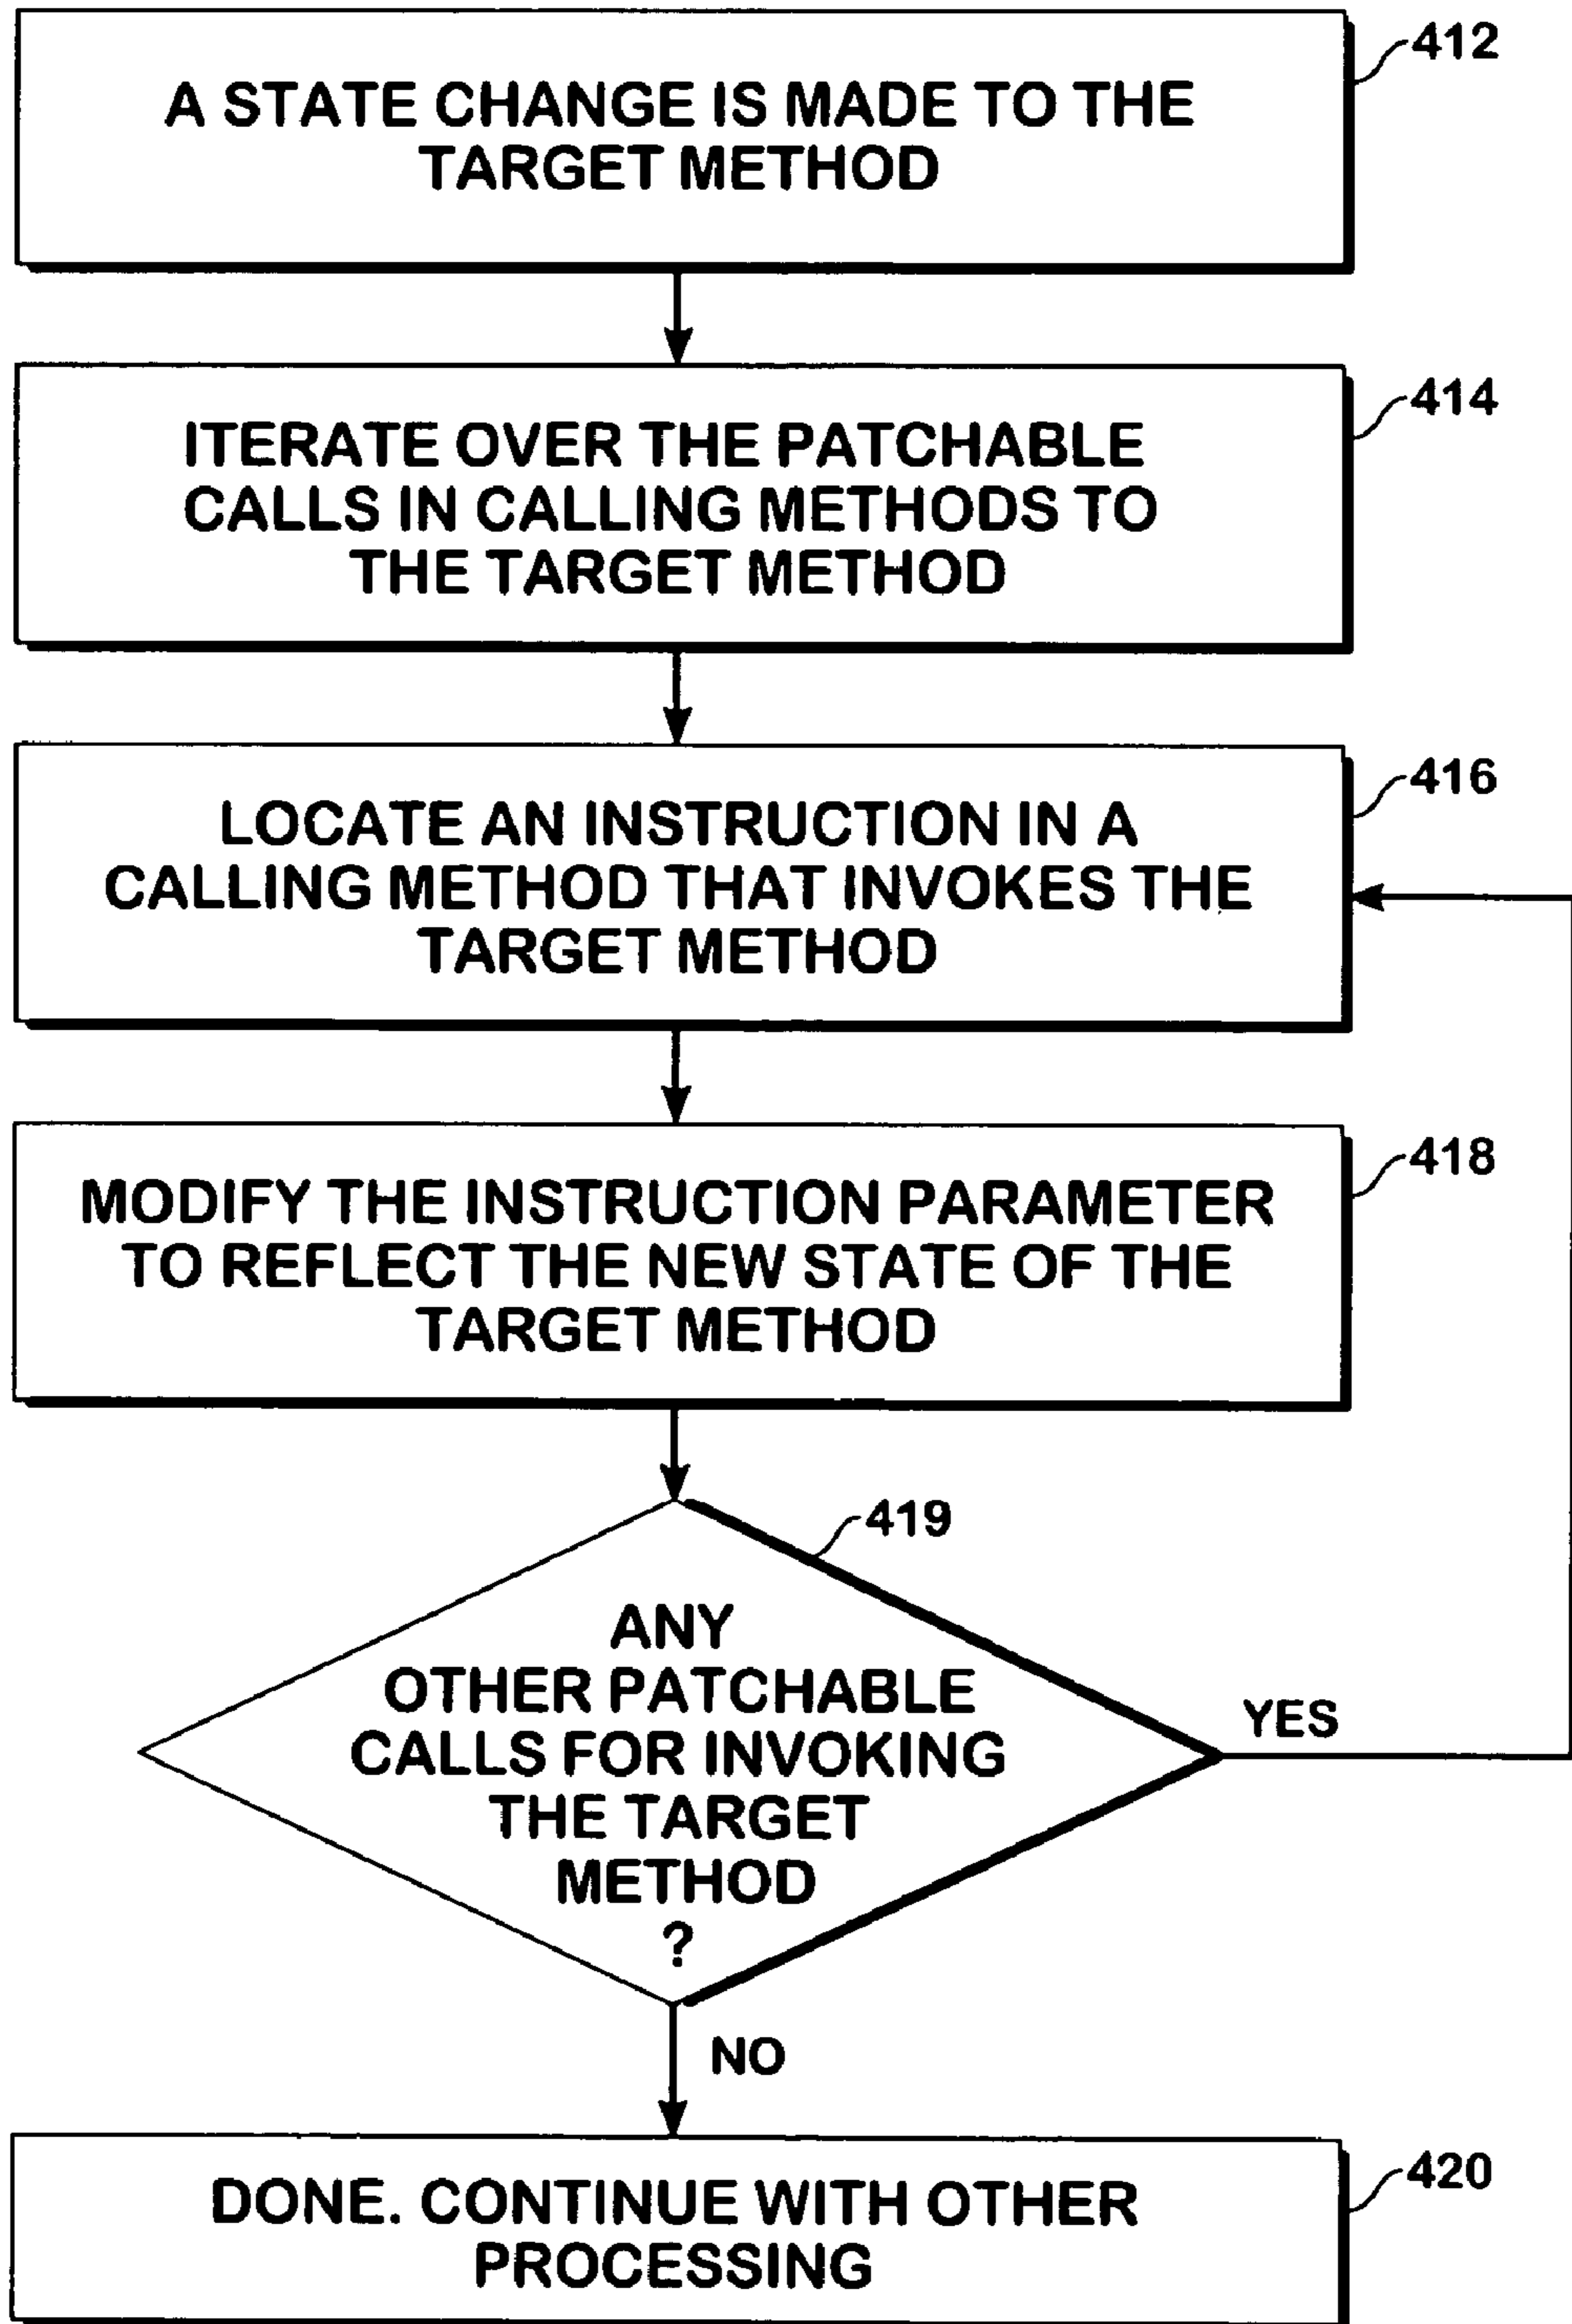 412
A STATE CHANGE IS MADE TO THE
TARGET METHOD
414
ITERATE OVER THE PATCHABLE
CALLS IN CALLING METHODS TO
THE TARGET METHOD
416
LOCATE AN INSTRUCTION IN A
CALLING METHOD THAT INVOKES THE
TARGET METHOD
418
MODIFY THE INSTRUCTION PARAMETER
TO REFLECT THE NEW STATE OF THE
TARGET METHOD
419
ANY
OTHER PATCHABLE
CALLS FOR INVOKING
THE TARGET
METHOD
?
YES
NO
420
DONE. CONTINUE WITH OTHER
PROCESSING